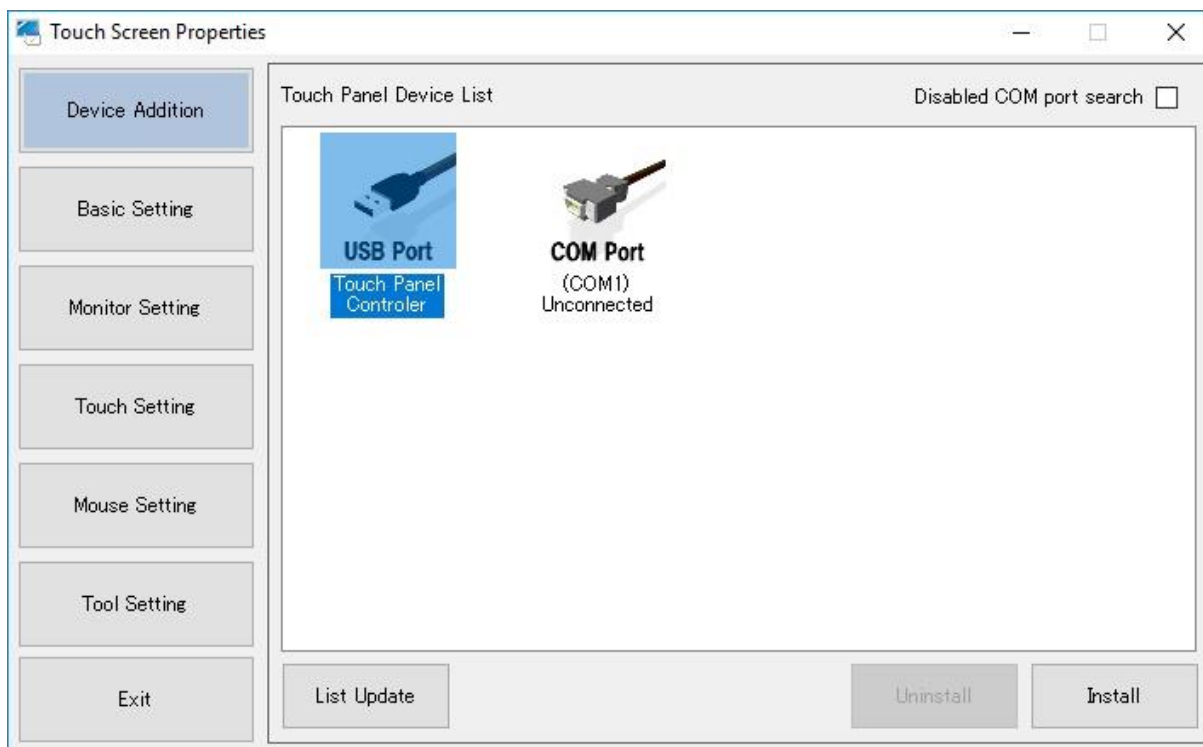 Touch Screen Properties
Device Addition
Basic Setting
Monitor Setting
Touch Setting
Mouse Setting
Tool Setting
Exit
Touch Panel Device List
Disabled COM port search
USB Port
Touch Panel
Controler
COM Port
(COM1)
Unconnected
List Update
Uninstall
Install